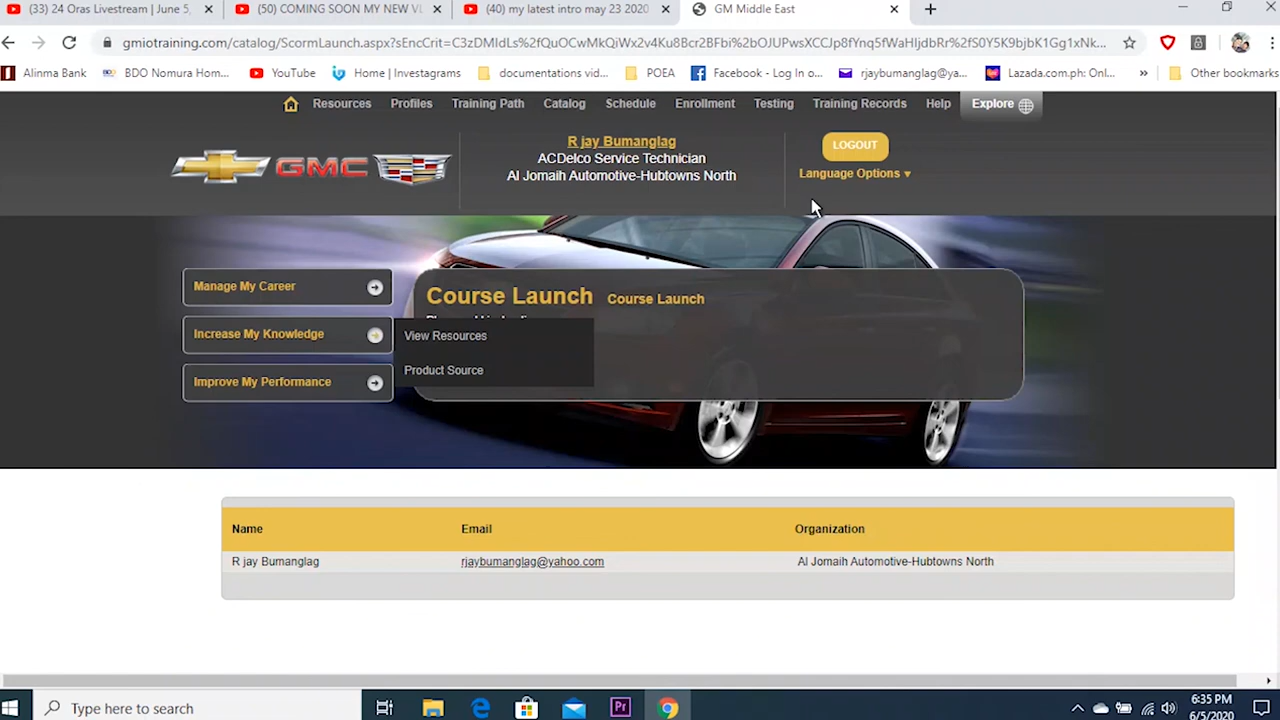 (33) 24 Oras Livestream | June 5,
(50) COMING SOON MY NEW VL
(40) my latest intro may 23 2020
GM Middle East
gmiotraining.com/catalog/ScormLaunch.aspx?sEncCrit=
Alinma Bank
BDO Nomura Hom...
YouTube
Home | Investagrams
documentations vid...
POEA
Facebook - Log In o...
rjaybumanglag@ya...
Lazada.com.ph: Onl...
»
Other bookmarks
Resources
Profiles
Training Path
Catalog
Schedule
Enrollment
Testing
Training Records
Help
Explore
GMC
R jay Bumanglag
ACDelco Service Technician
Al Jomaih Automotive-Hubtowns North
LOGOUT
Language Options
Manage My Career
Increase My Knowledge
Improve My Performance
Course Launch Course Launch
View Resources
Product Source
Name Email Organization
R jay Bumanglag rjaybumanglag@yahoo.com Al Jomaih Automotive-Hubtowns North
Type here to search
Pr
6:35 PM
6/5/2020